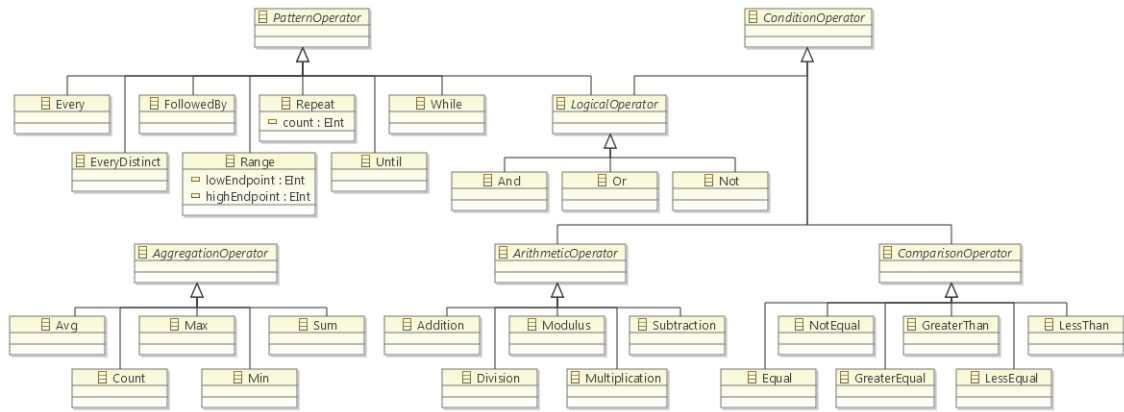 PatternOperator
ConditionOperator
Every
FollowedBy
Repeat
count : EInt
While
LogicalOperator
EveryDistinct
Range
lowEndpoint : EInt
highEndpoint : EInt
Until
And
Or
Not
AggregationOperator
ArithmeticOperator
ComparisonOperator
Avg
Max
Sum
Addition
Modulus
Subtraction
NotEqual
GreaterThan
LessThan
Count
Min
Division
Multiplication
Equal
GreaterEqual
LessEqual